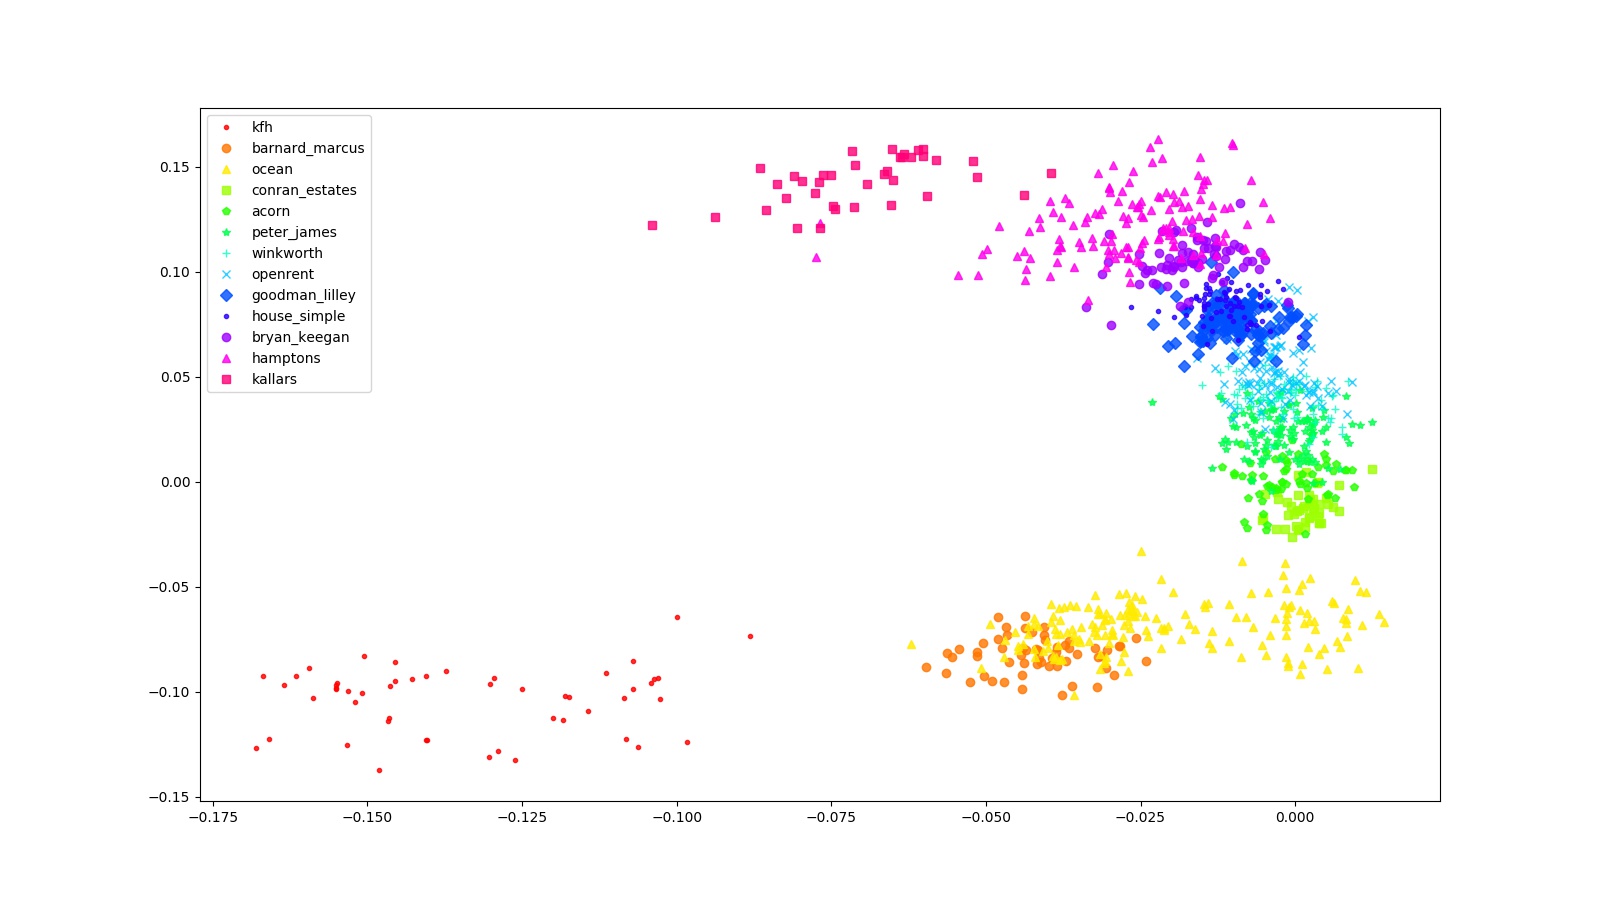 kfh
barnard_marcus
ocean
conran_estates
acorn
peter_james
winkworth
openrent
goodman_lilley
house_simple
bryan_keegan
hamptons
kallars
0.15
0.10
0.05
0.00
−0.05
−0.10
−0.15
−0.175 −0.150 −0.125 −0.100 −0.075 −0.050 −0.025 0.000